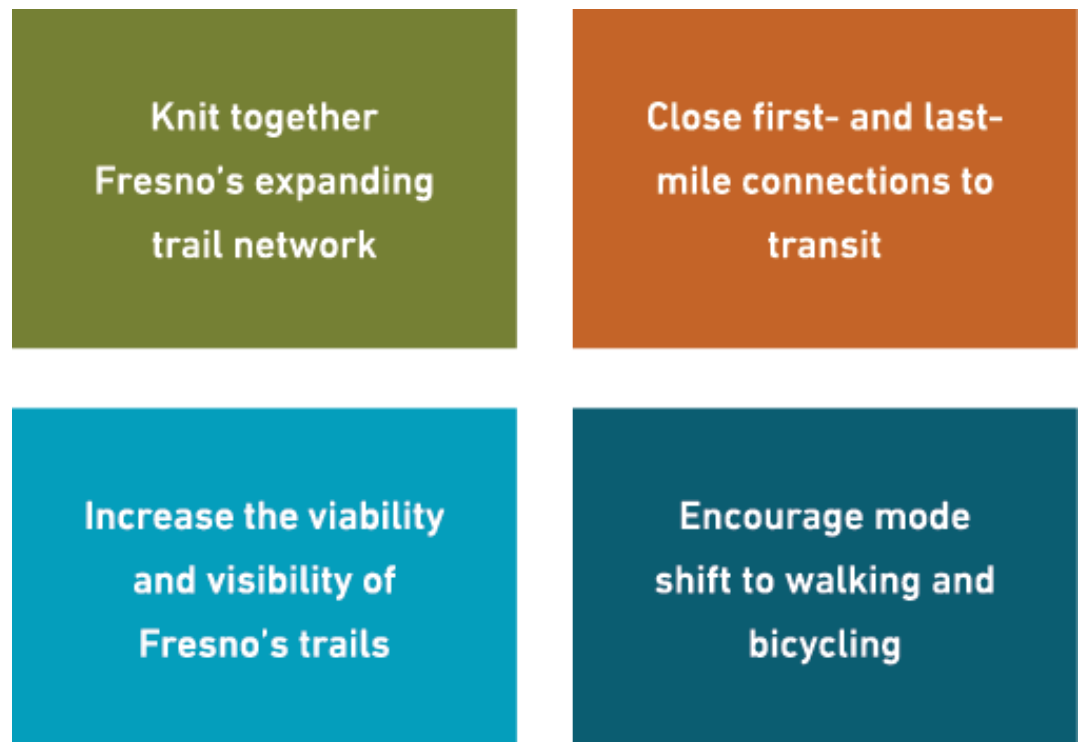 Knit together
Fresno’s expanding
trail network
Close first- and last-
mile connections to
transit
Increase the viability
and visibility of
Fresno’s trails
Encourage mode
shift to walking and
bicycling